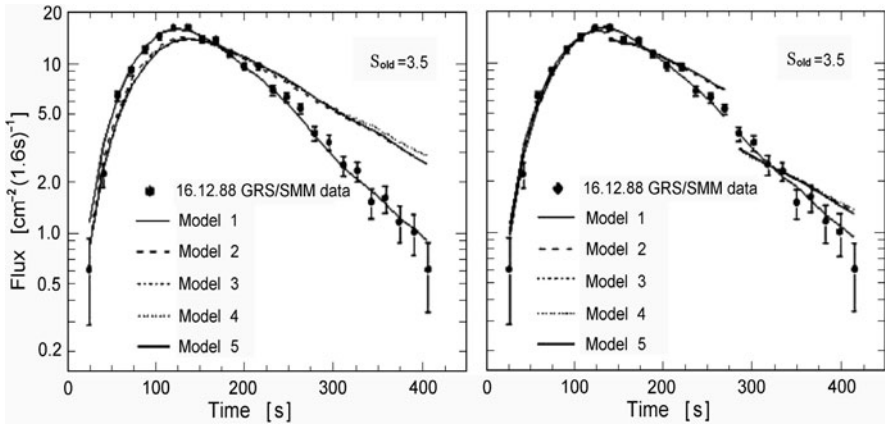 20
10
5.0
2.0
1.0
0.5
0.2
Flux [cm⁻² (1.6s)⁻¹]
S_old = 3.5
16.12.88 GRS/SMM data
Model 1
Model 2
Model 3
Model 4
Model 5
0 100 200 300 400
Time [s]
S_old = 3.5
16.12.88 GRS/SMM data
Model 1
Model 2
Model 3
Model 4
Model 5
0 100 200 300 400
Time [s]